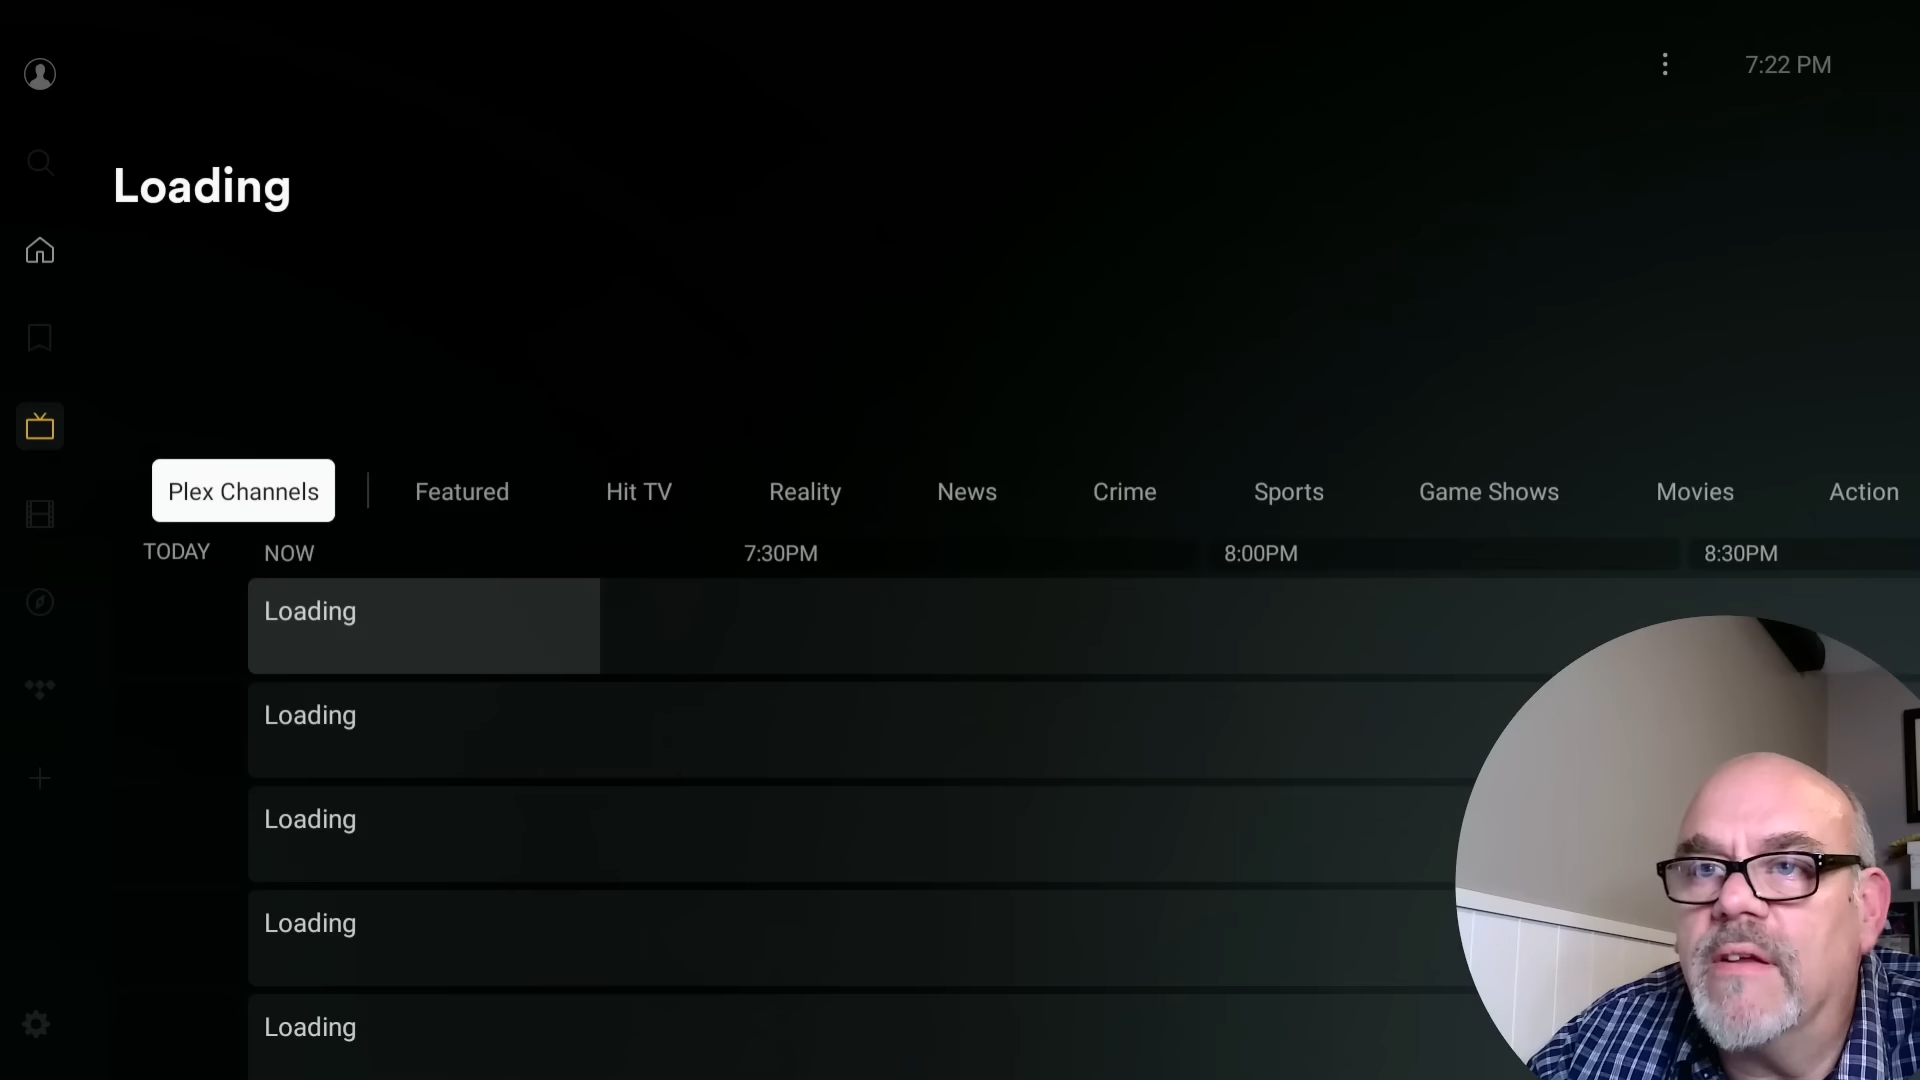 7:22 PM
Loading
Plex Channels
Featured
Hit TV
Reality
News
Crime
Sports
Game Shows
Movies
Action
TODAY
NOW
7:30PM
8:00PM
8:30PM
Loading
Loading
Loading
Loading
Loading